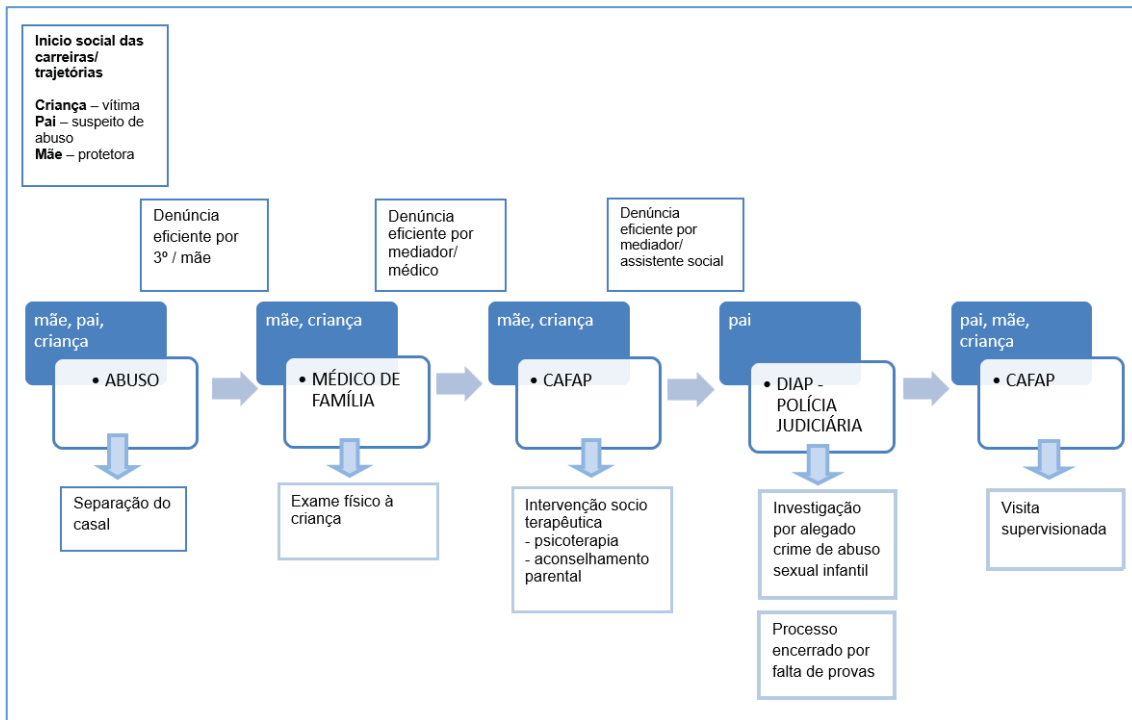 Inicio social das
carreiras/
trajetórias
Criança – vítima
Pai – suspeito de
abuso
Mãe – protetora
Denúncia
eficiente por
3º / mãe
Denúncia
eficiente por
mediador/
médico
Denúncia
eficiente por
mediador/
assistente social
mãe, pai,
criança
• ABUSO
mãe, criança
• MÉDICO DE
FAMÍLIA
mãe, criança
• CAFAP
pai
• DIAP -
POLÍCIA
JUDICIÁRIA
pai, mãe,
criança
• CAFAP
Separação do
casal
Exame físico à
criança
Intervenção socio
terapêutica
- psicoterapia
- aconselhamento
parental
Investigação
por alegado
crime de abuso
sexual infantil
Processo
encerrado por
falta de provas
Visita
supervisionada